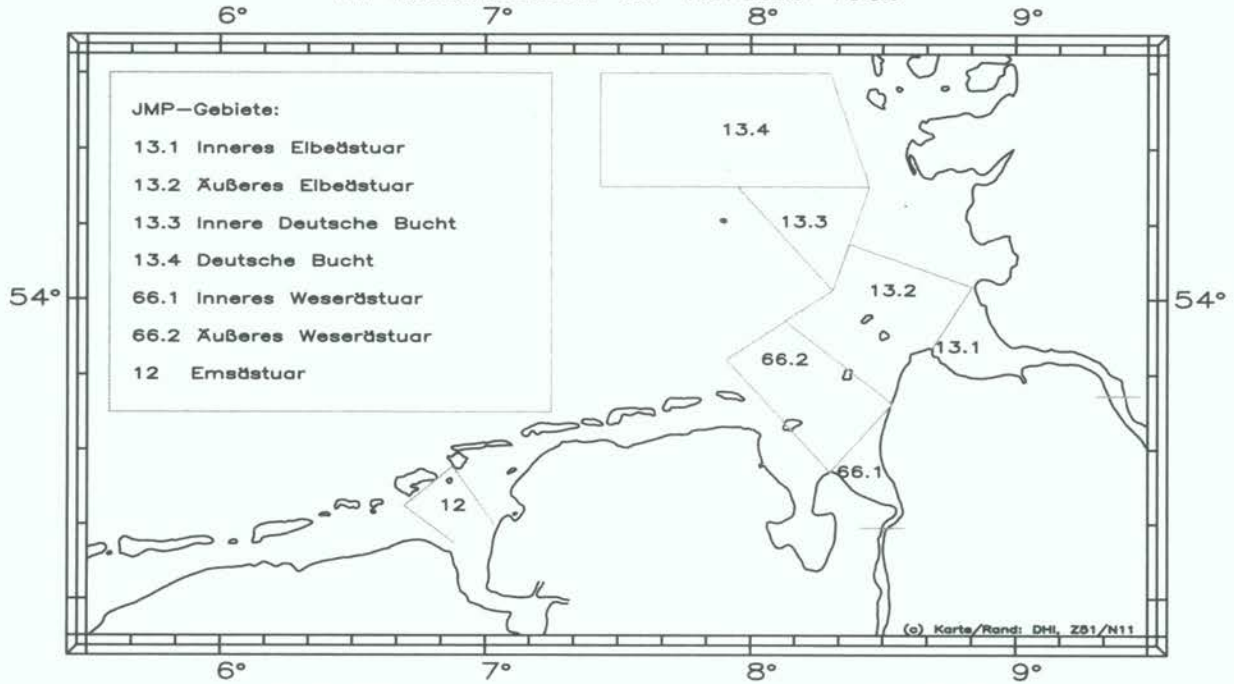 6° 7° 8° 9°
JMP-Gebiete:
13.1 Inneres Elbeästuar
13.2 Äußeres Elbeästuar
13.3 Innere Deutsche Bucht
13.4 Deutsche Bucht
66.1 Inneres Weserästuar
66.2 Äußeres Weserästuar
12 Emsästuar
13.4
13.3
54° 54°
13.2
13.1
66.2
66.1
12
(c) Karte/Rand: DHI, Z51/N11
6° 7° 8° 9°